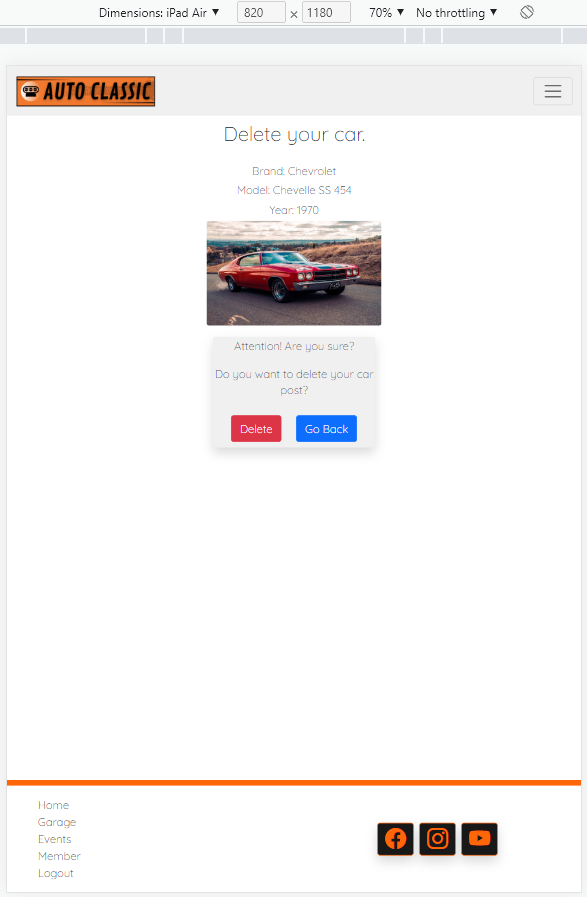 Dimensions: iPad Air ▼ 820 × 1180 70% ▼ No throttling ▼
AUTO CLASSIC
Delete your car.
Brand: Chevrolet
Model: Chevelle SS 454
Year: 1970
Attention! Are you sure?
Do you want to delete your car
post?
Delete Go Back
Home
Garage
Events
Member
Logout